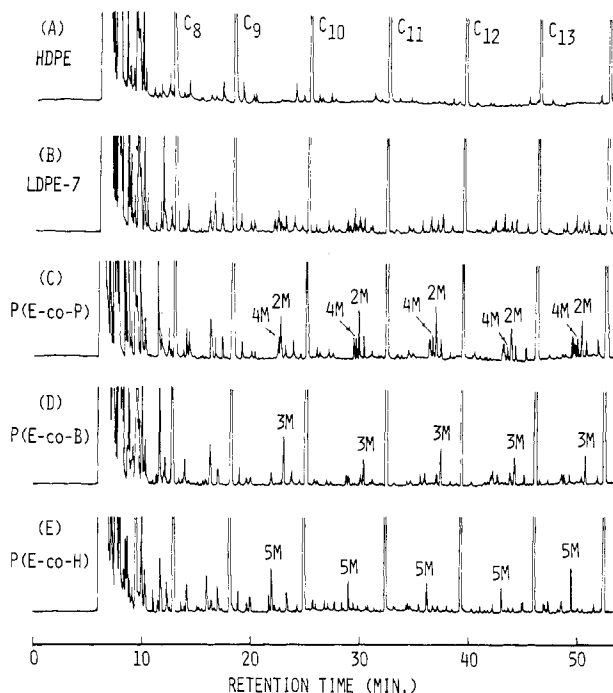 (A)
HDPE
C8 C9 C10 C11 C12 C13
(B)
LDPE-7
(C)
P(E-co-P)
4M 2M 4M 2M 4M 2M 4M 2M 4M 2M
(D)
P(E-co-B)
3M 3M 3M 3M 3M
(E)
P(E-co-H)
5M 5M 5M 5M 5M
0 10 20 30 40 50
RETENTION TIME (MIN.)